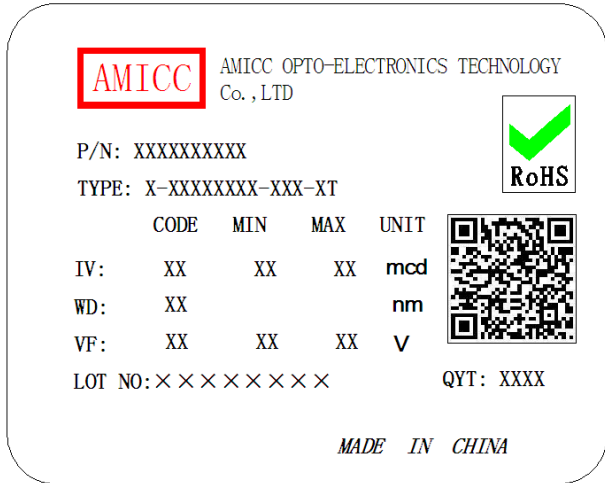 AMICC
AMICC OPTO-ELECTRONICS TECHNOLOGY
Co.,LTD
RoHS
P/N: XXXXXXXXXX
TYPE: X-XXXXXXXX-XXX-XT
CODE MIN MAX UNIT
IV: XX XX XX mcd
WD: XX nm
VF: XX XX XX V
LOT NO:××××××××
QYT: XXXX
MADE IN CHINA